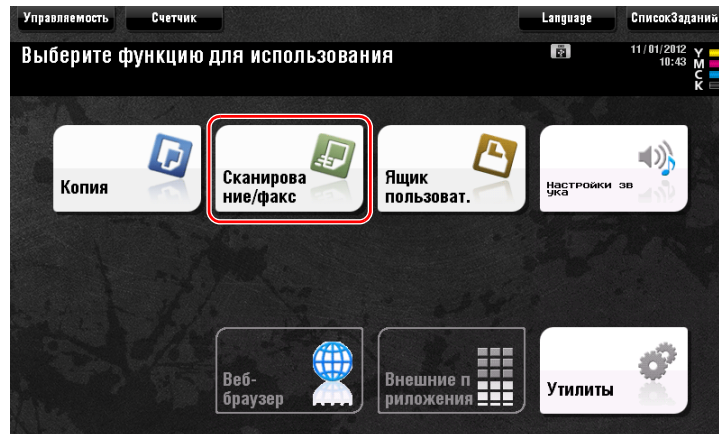 Управляемость Счетчик Language СписокЗаданий
Выберите функцию для использования
11/01/2012
10:43
Y
M
C
K
Копия
Сканирова
ние/факс
Ящик
пользоват.
Настройки зв
ука
Веб-
браузер
Внешние п
риложения
Утилиты